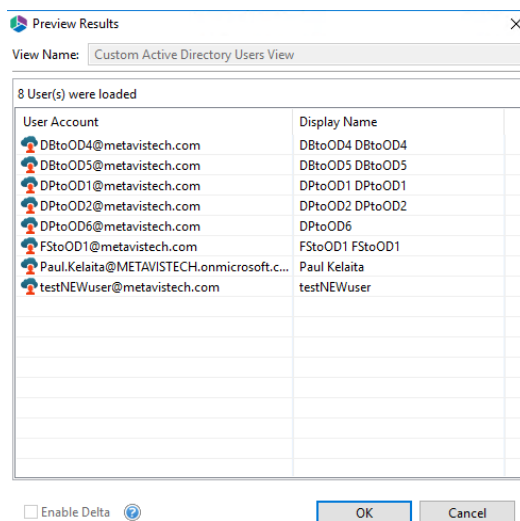 Preview Results
View Name: Custom Active Directory Users View
8 User(s) were loaded
User Account Display Name
DBtoOD4@metavistech.com DBtoOD4 DBtoOD4
DBtoOD5@metavistech.com DBtoOD5 DBtoOD5
DPtoOD1@metavistech.com DPtoOD1 DPtoOD1
DPtoOD2@metavistech.com DPtoOD2 DPtoOD2
DPtoOD6@metavistech.com DPtoOD6
FStoOD1@metavistech.com FStoOD1 FStoOD1
Paul.Kelaita@METAVISTECH.onmicrosoft.c... Paul Kelaita
testNEWuser@metavistech.com testNEWuser
Enable Delta ? OK Cancel